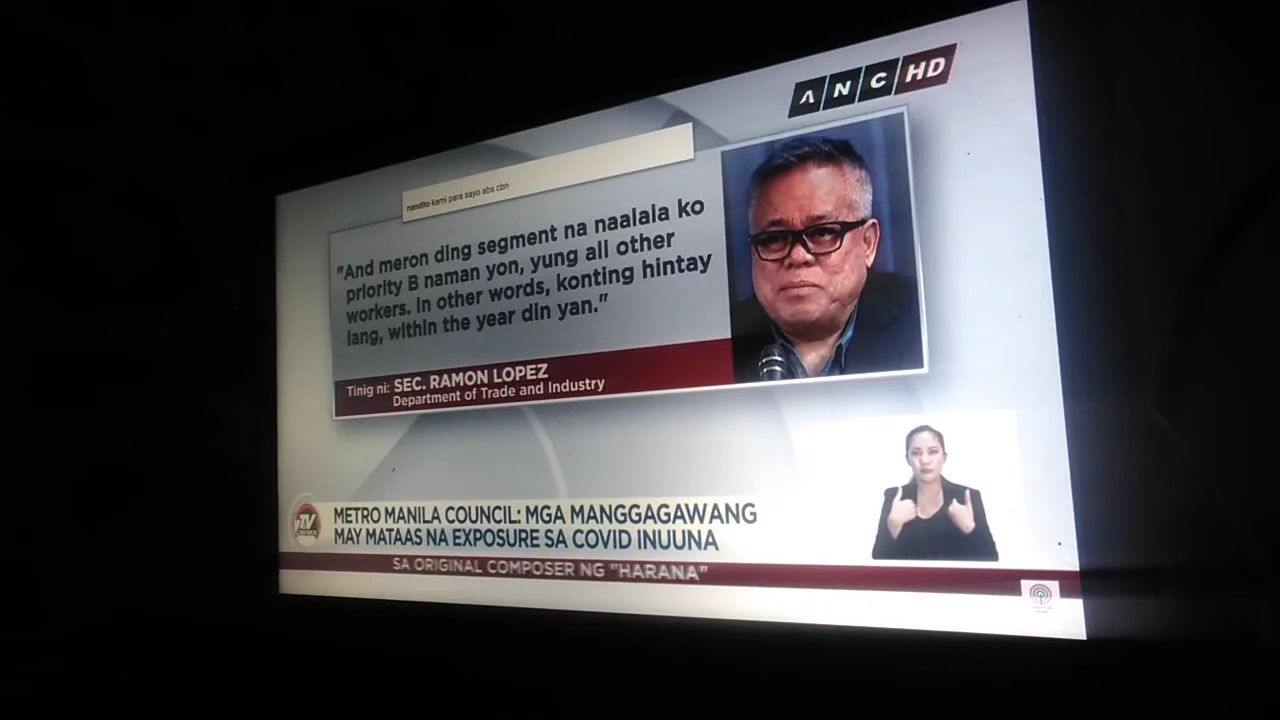 ANC HD
nandito kami para sayo abs cbn
"And meron ding segment na naalala ko
priority B naman yon, yung all other
workers. In other words, konting hintay
lang, within the year din yan."
Tinig ni: SEC. RAMON LOPEZ
Department of Trade and Industry
TV
METRO MANILA COUNCIL: MGA MANGGAGAWANG
MAY MATAAS NA EXPOSURE SA COVID INUUNA
SA ORIGINAL COMPOSER NG "HARANA"